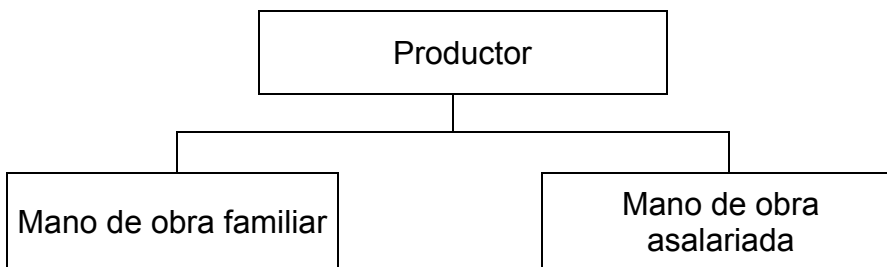 Productor
Mano de obra familiar
Mano de obra
asalariada